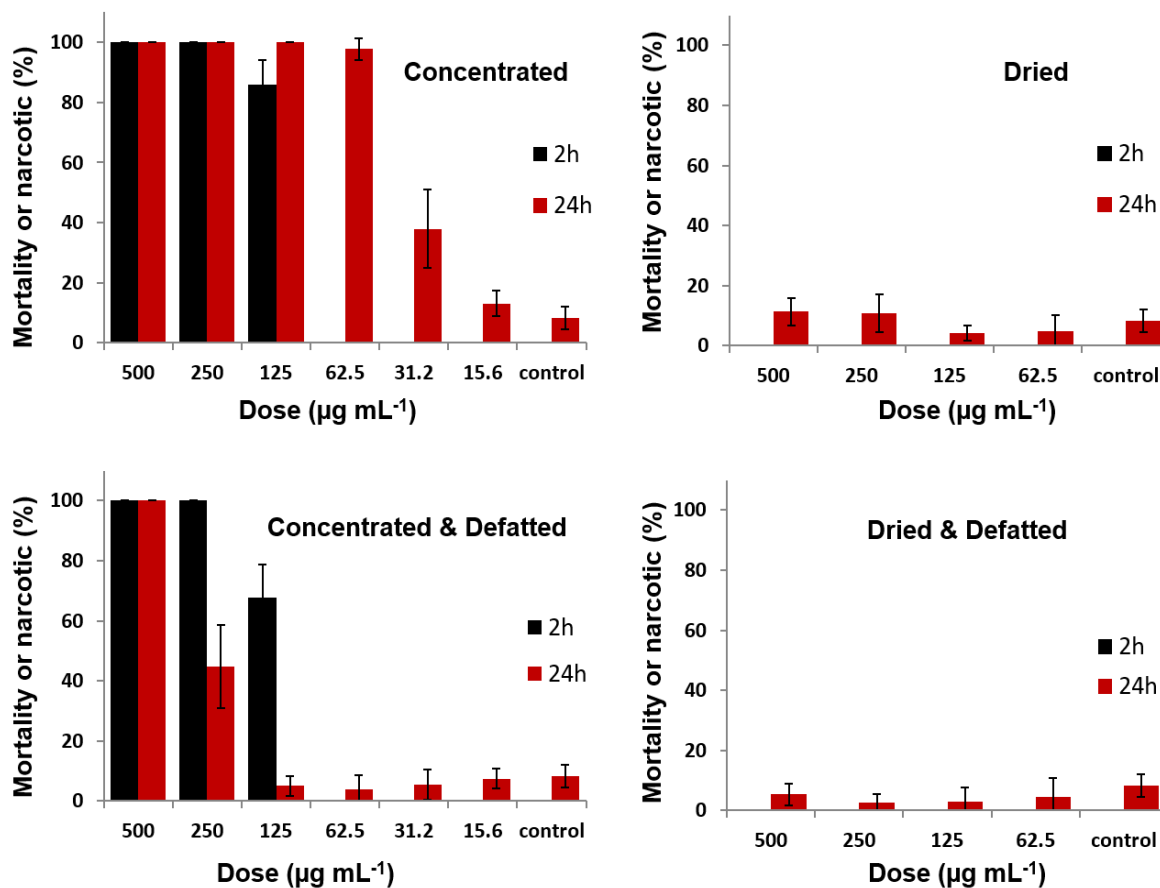 Mortality or narcotic (%)
100
80
60
40
20
0
Concentrated
2h
24h
500 250 125 62.5 31.2 15.6 control
Dose (µg mL-1)
Mortality or narcotic (%)
100
80
60
40
20
0
Dried
2h
24h
500 250 125 62.5 control
Dose (µg mL-1)
Mortality or narcotic (%)
100
80
60
40
20
0
Concentrated & Defatted
2h
24h
500 250 125 62.5 31.2 15.6 control
Dose (µg mL-1)
Mortality or narcotic (%)
100
80
60
40
20
0
Dried & Defatted
2h
24h
500 250 125 62.5 control
Dose (µg mL-1)